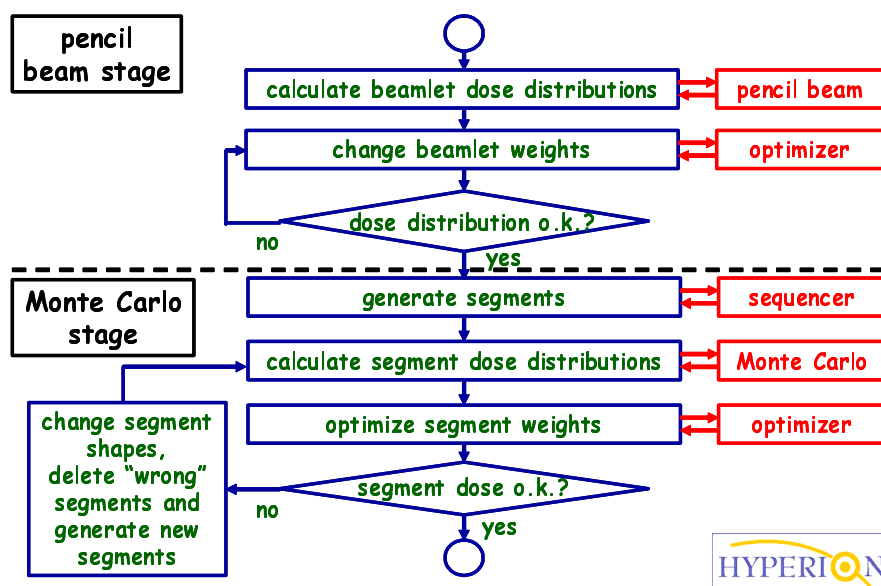 pencil
beam stage
calculate beamlet dose distributions
pencil beam
change beamlet weights
optimizer
dose distribution o.k.?
no
yes
Monte Carlo
stage
generate segments
sequencer
calculate segment dose distributions
Monte Carlo
change segment
shapes,
delete “wrong”
segments and
generate new
segments
optimize segment weights
optimizer
segment dose o.k.?
no
yes
HYPERION